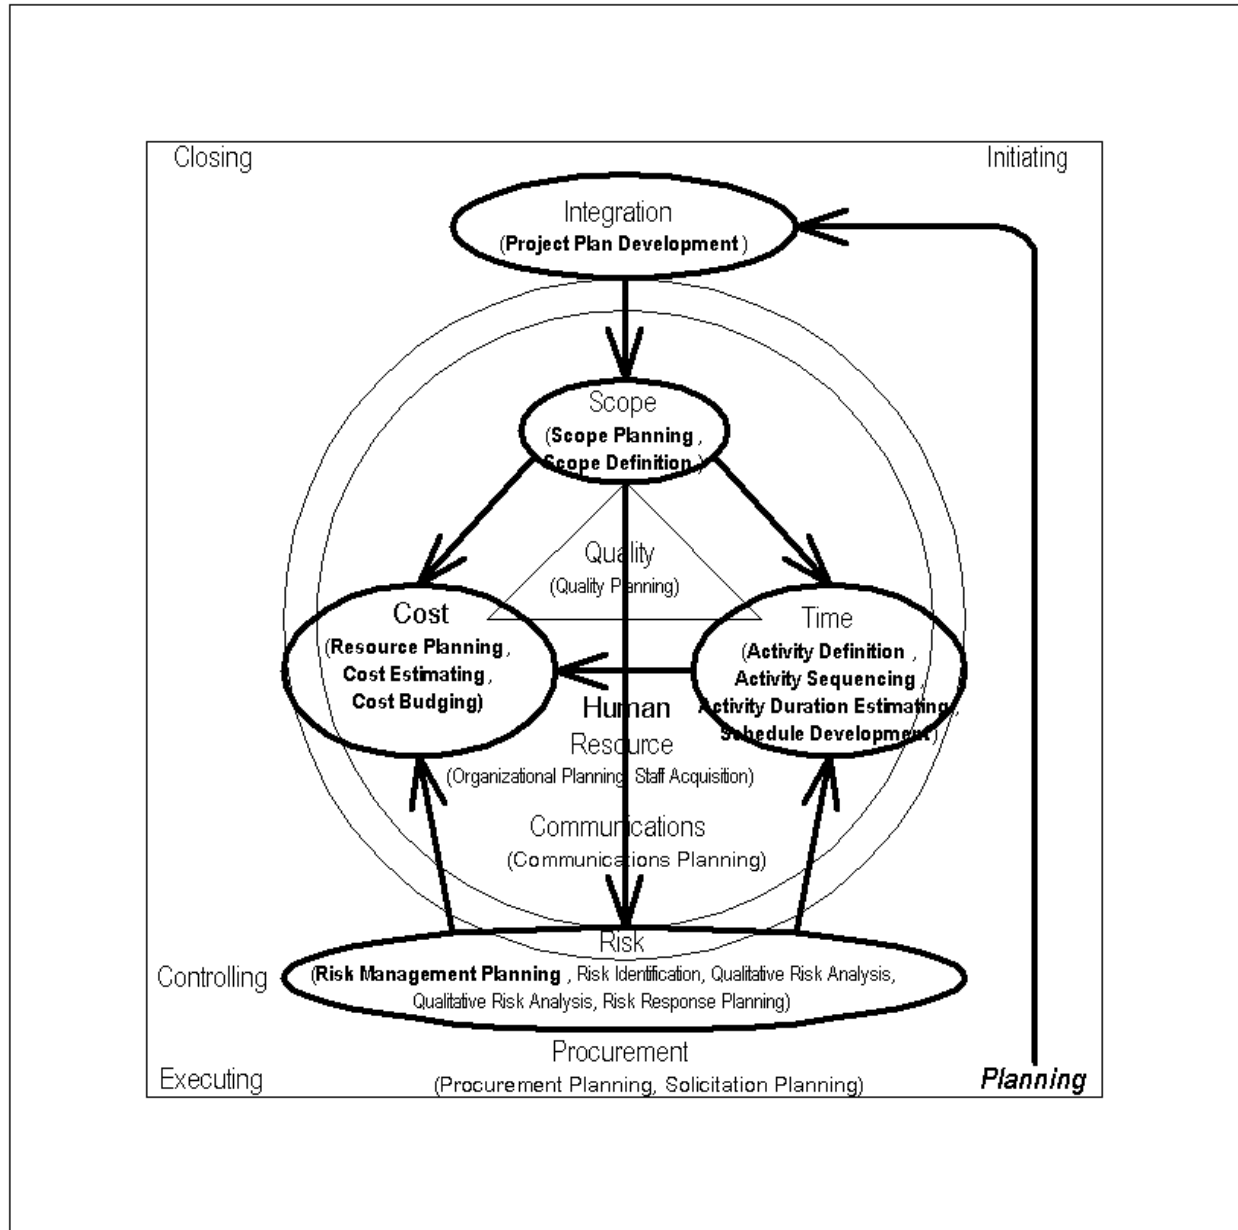 Closing
Initiating
Integration
(Project Plan Development )
Scope
(Scope Planning ,
Scope Definition )
Quality
(Quality Planning)
Cost
(Resource Planning ,
Cost Estimating ,
Cost Budging)
Time
(Activity Definition ,
Activity Sequencing ,
Activity Duration Estimating ,
Schedule Development )
Human
Resource
(Organizational Planning, Staff Acquisition)
Communications
(Communications Planning)
Controlling
Risk
(Risk Management Planning , Risk Identification, Qualitative Risk Analysis,
Qualitative Risk Analysis, Risk Response Planning)
Procurement
(Procurement Planning, Solicitation Planning)
Executing
Planning